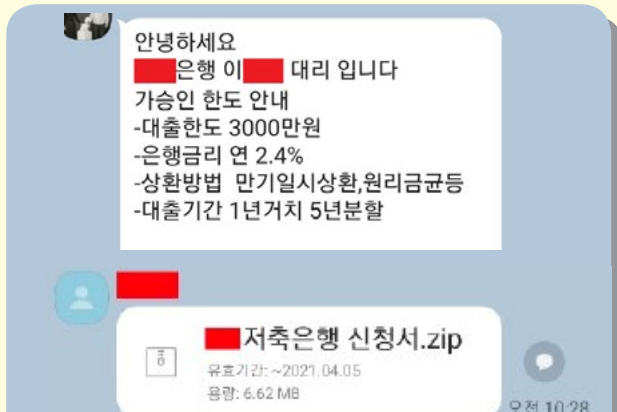 안녕하세요
은행 이 대리 입니다
가승인 한도 안내
-대출한도 3000만원
-은행금리 연 2.4%
-상환방법 만기일시상환,원리금균등
-대출기간 1년거치 5년분할
저축은행 신청서.zip
유효기간: ~2021.04.05
용량: 6.62 MB
오전 10:28